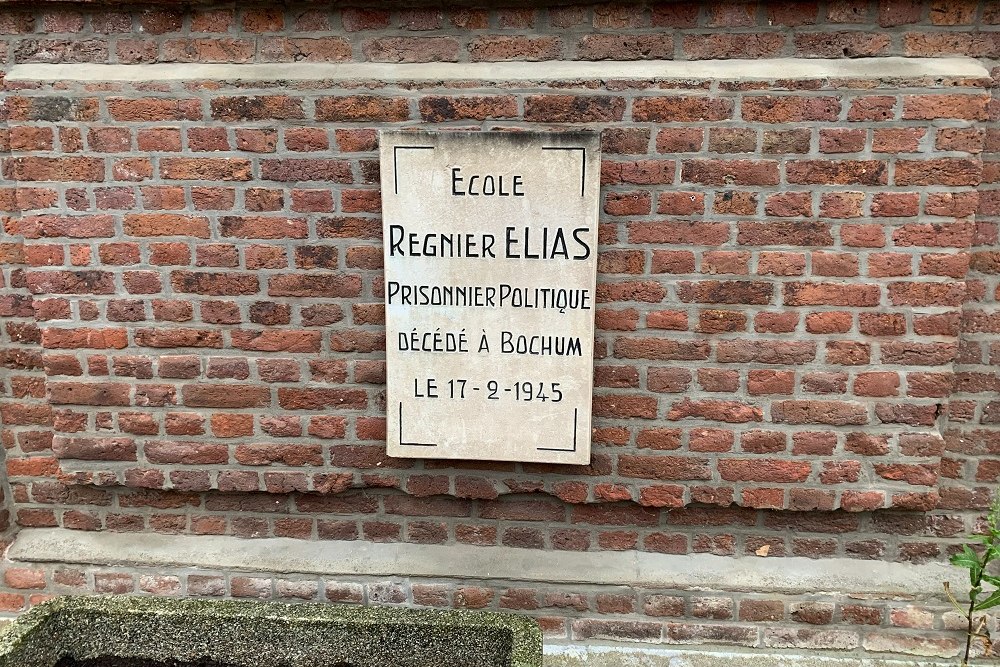 ECOLE
REGNIER ELIAS
PRISONNIER POLITIQUE
DÉCÉDÉ À BOCHUM
LE 17-2-1945